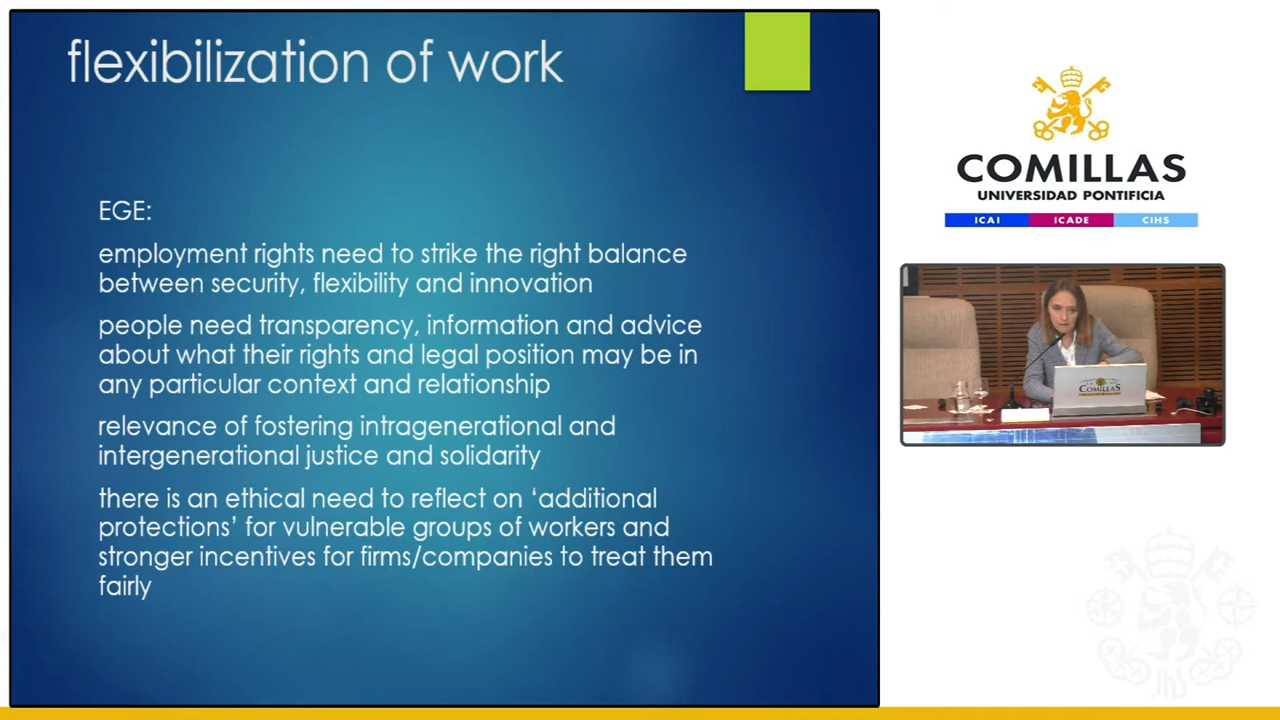 flexibilization of work
EGE:
employment rights need to strike the right balance
between security, flexibility and innovation
people need transparency, information and advice
about what their rights and legal position may be in
any particular context and relationship
relevance of fostering intragenerational and
intergenerational justice and solidarity
there is an ethical need to reflect on ‘additional
protections’ for vulnerable groups of workers and
stronger incentives for firms/companies to treat them
fairly
COMILLAS
UNIVERSIDAD PONTIFICIA
ICAI ICADE CIHS
COMILLAS